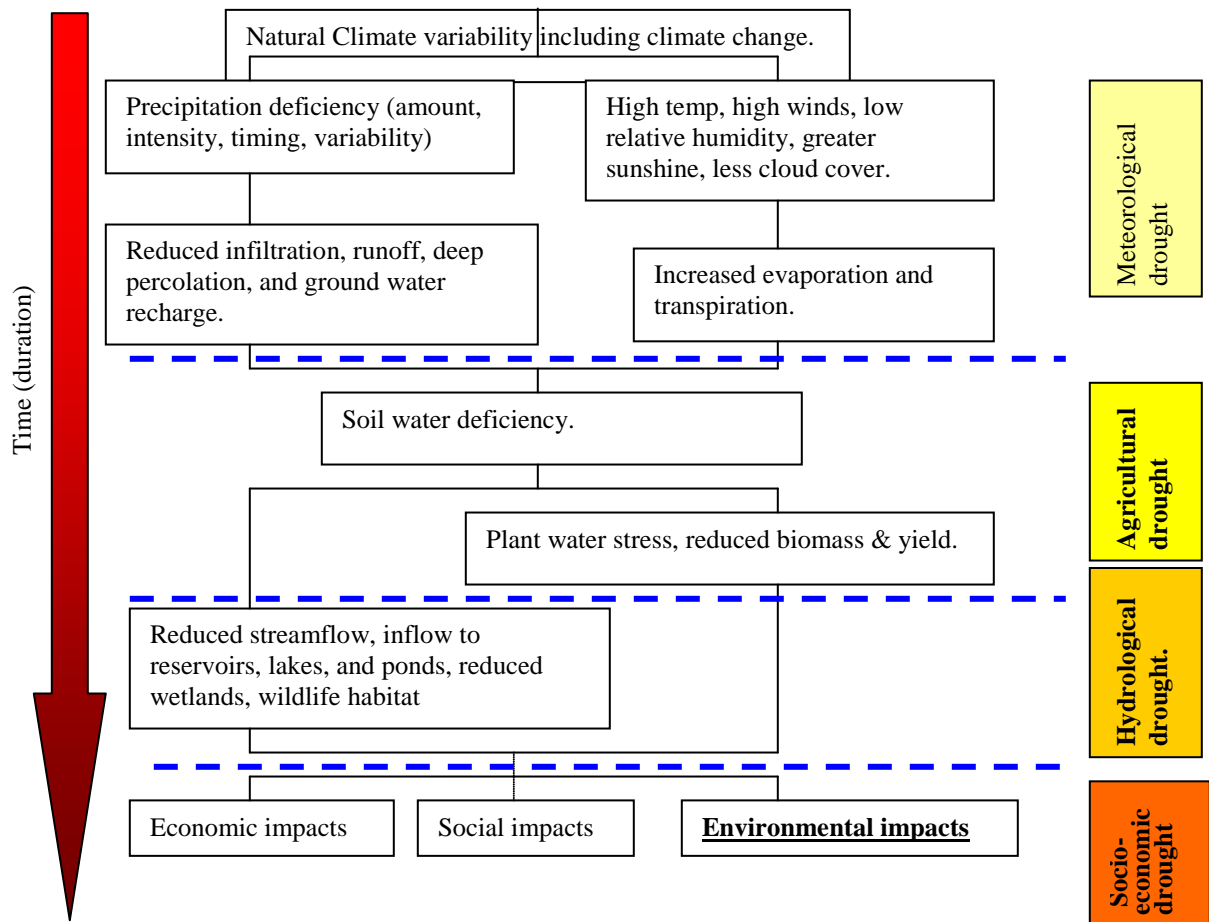 Natural Climate variability including climate change.
Precipitation deficiency (amount,
intensity, timing, variability)
High temp, high winds, low
relative humidity, greater
sunshine, less cloud cover.
Meteorological
drought
Reduced infiltration, runoff, deep
percolation, and ground water
recharge.
Increased evaporation and
transpiration.
Time (duration)
Soil water deficiency.
Agricultural
drought
Plant water stress, reduced biomass & yield.
Reduced streamflow, inflow to
reservoirs, lakes, and ponds, reduced
wetlands, wildlife habitat
Hydrological
drought.
Economic impacts
Social impacts
Environmental impacts
Socio-
economic
drought